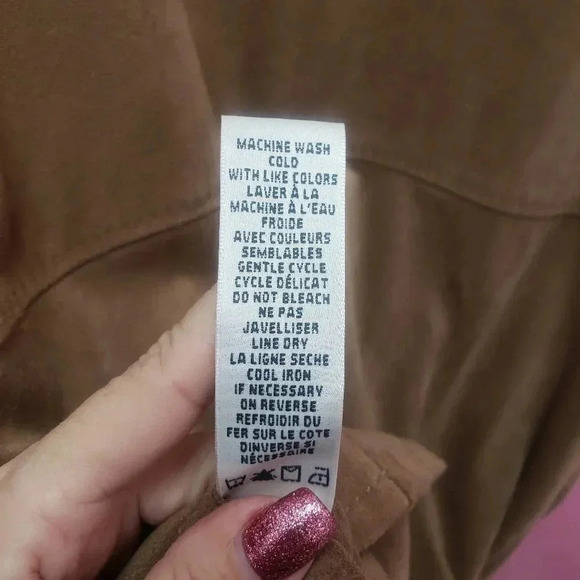 MACHINE WASH
COLD
WITH LIKE COLORS
LAVER À LA
MACHINE À L'EAU
FROIDE
AVEC COULEURS
SEMBLABLES
GENTLE CYCLE
CYCLE DÉLICAT
DO NOT BLEACH
NE PAS
JAVELLISER
LINE DRY
LA LIGNE SECHE
COOL IRON
IF NECESSARY
ON REVERSE
REFROIDIR DU
FER SUR LE COTE
DINVERSE SI
NÉCESSAIRE